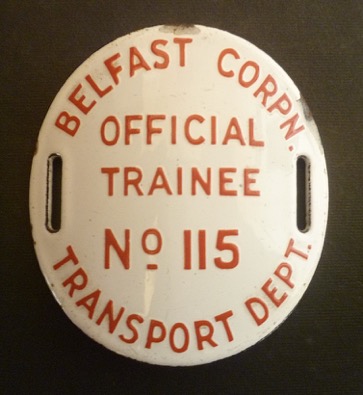 BELFAST CORPN.
OFFICIAL
TRAINEE
Nº 115
TRANSPORT DEPT.